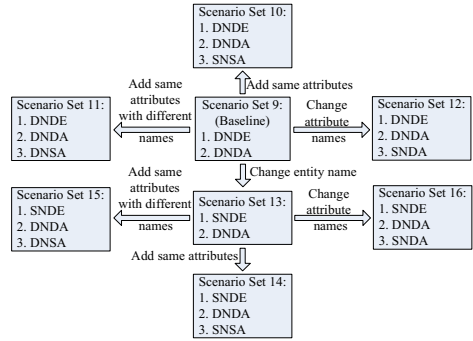 Scenario Set 10:
1. DNDE
2. DNDA
3. SNSA
Add same attributes with different names
Add same attributes
Scenario Set 11:
1. DNDE
2. DNDA
3. DNSA
Scenario Set 9:
(Baseline)
1. DNDE
2. DNDA
Change attribute names
Scenario Set 12:
1. DNDE
2. DNDA
3. SNDA
Change entity name
Add same attributes with different names
Scenario Set 15:
1. SNDE
2. DNDA
3. DNSA
Scenario Set 13:
1. SNDE
2. DNDA
Change attribute names
Scenario Set 16:
1. SNDE
2. DNDA
3. SNDA
Add same attributes
Scenario Set 14:
1. SNDE
2. DNDA
3. SNSA